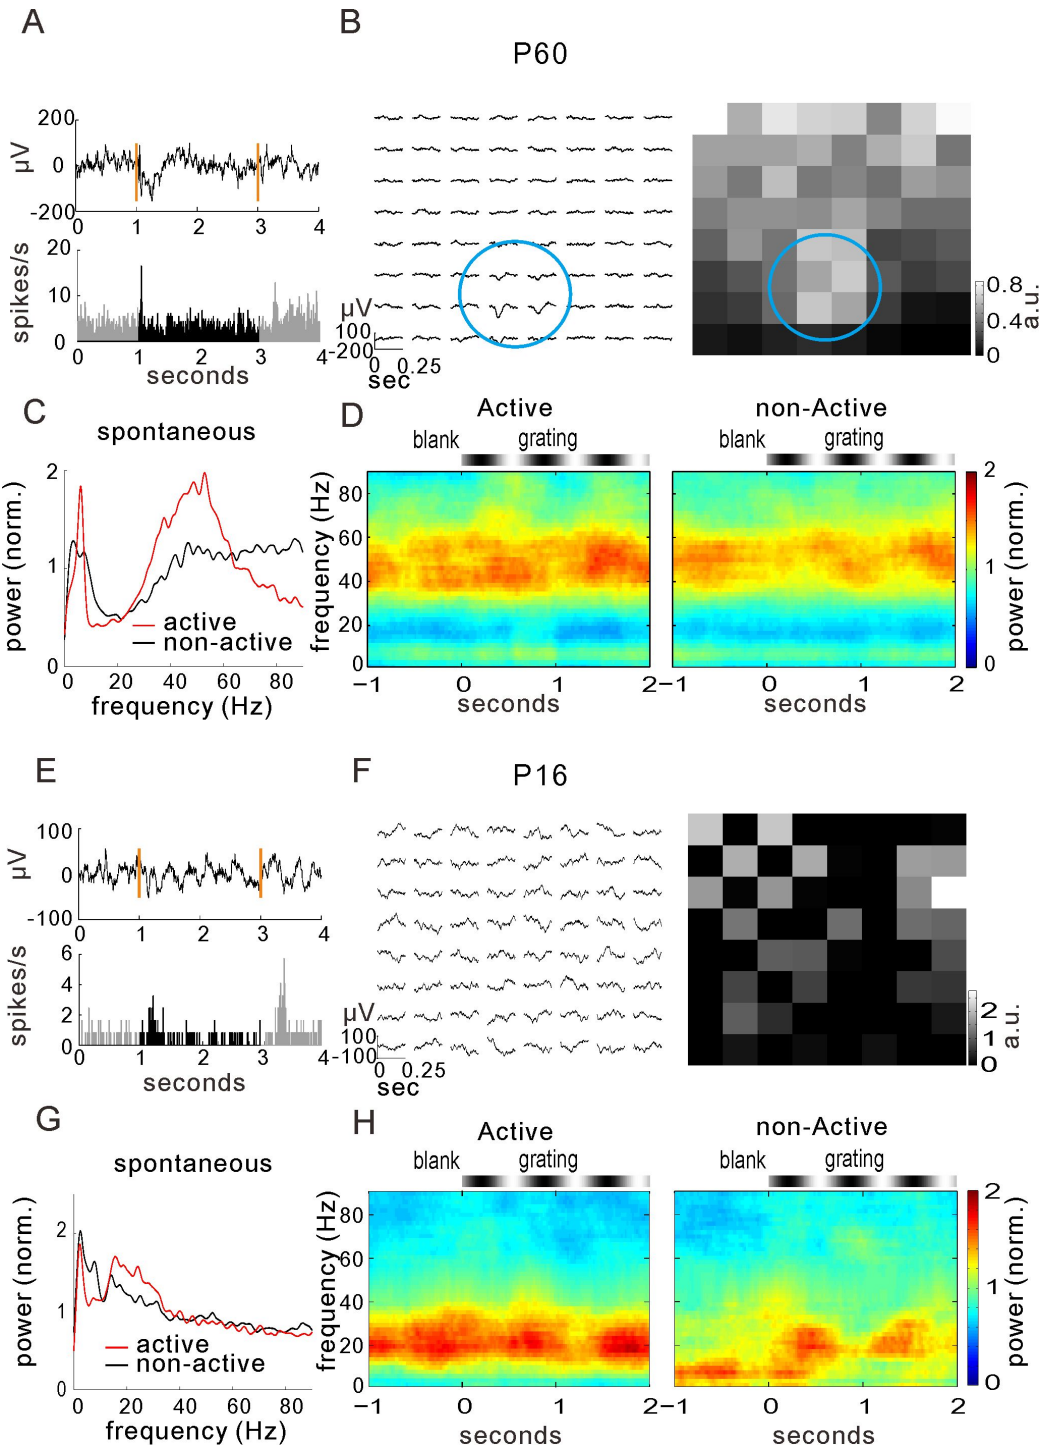 A
B
P60
200
0
-200
µV
0 1 2 3 4
20
10
0
spikes/s
0 1 2 3 4
seconds
µV
100
-200
0 0.25
sec
0.8
0.4
0
a.u.
C
spontaneous
2
1
0
power (norm.)
active
non-active
0 20 40 60 80
frequency (Hz)
D
Active
non-Active
blank grating
blank grating
80
60
40
20
0
frequency (Hz)
−1 0 1 2
seconds
−1 0 1 2
seconds
2
1
0
power (norm.)
E
F
P16
100
0
-100
µV
0 1 2 3 4
6
4
2
0
spikes/s
0 1 2 3 4
seconds
µV
100
-100
0 0.25
sec
2
1
0
a.u.
G
spontaneous
2
1
0
power (norm.)
active
non-active
0 20 40 60 80
frequency (Hz)
H
Active
non-Active
blank grating
blank grating
80
60
40
20
0
frequency (Hz)
−1 0 1 2
seconds
−1 0 1 2
seconds
2
1
0
power (norm.)